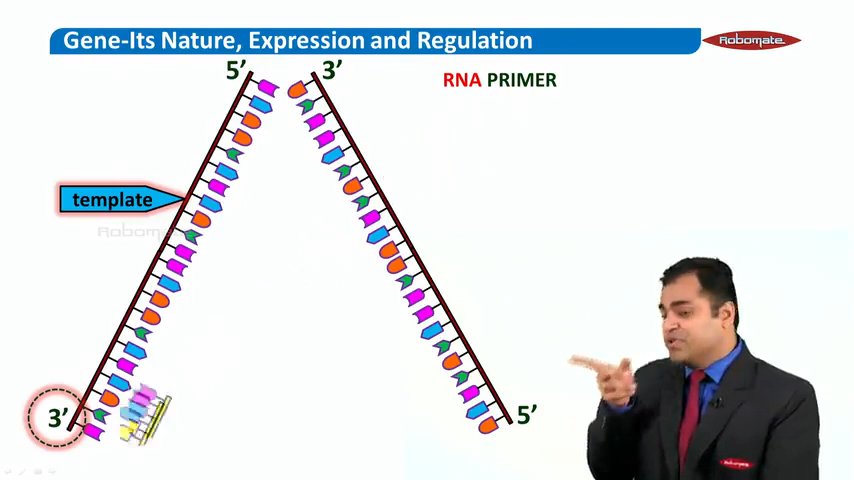 Gene-Its Nature, Expression and Regulation
Robomate
5’
3’
RNA PRIMER
template
Robomate
3’
5’